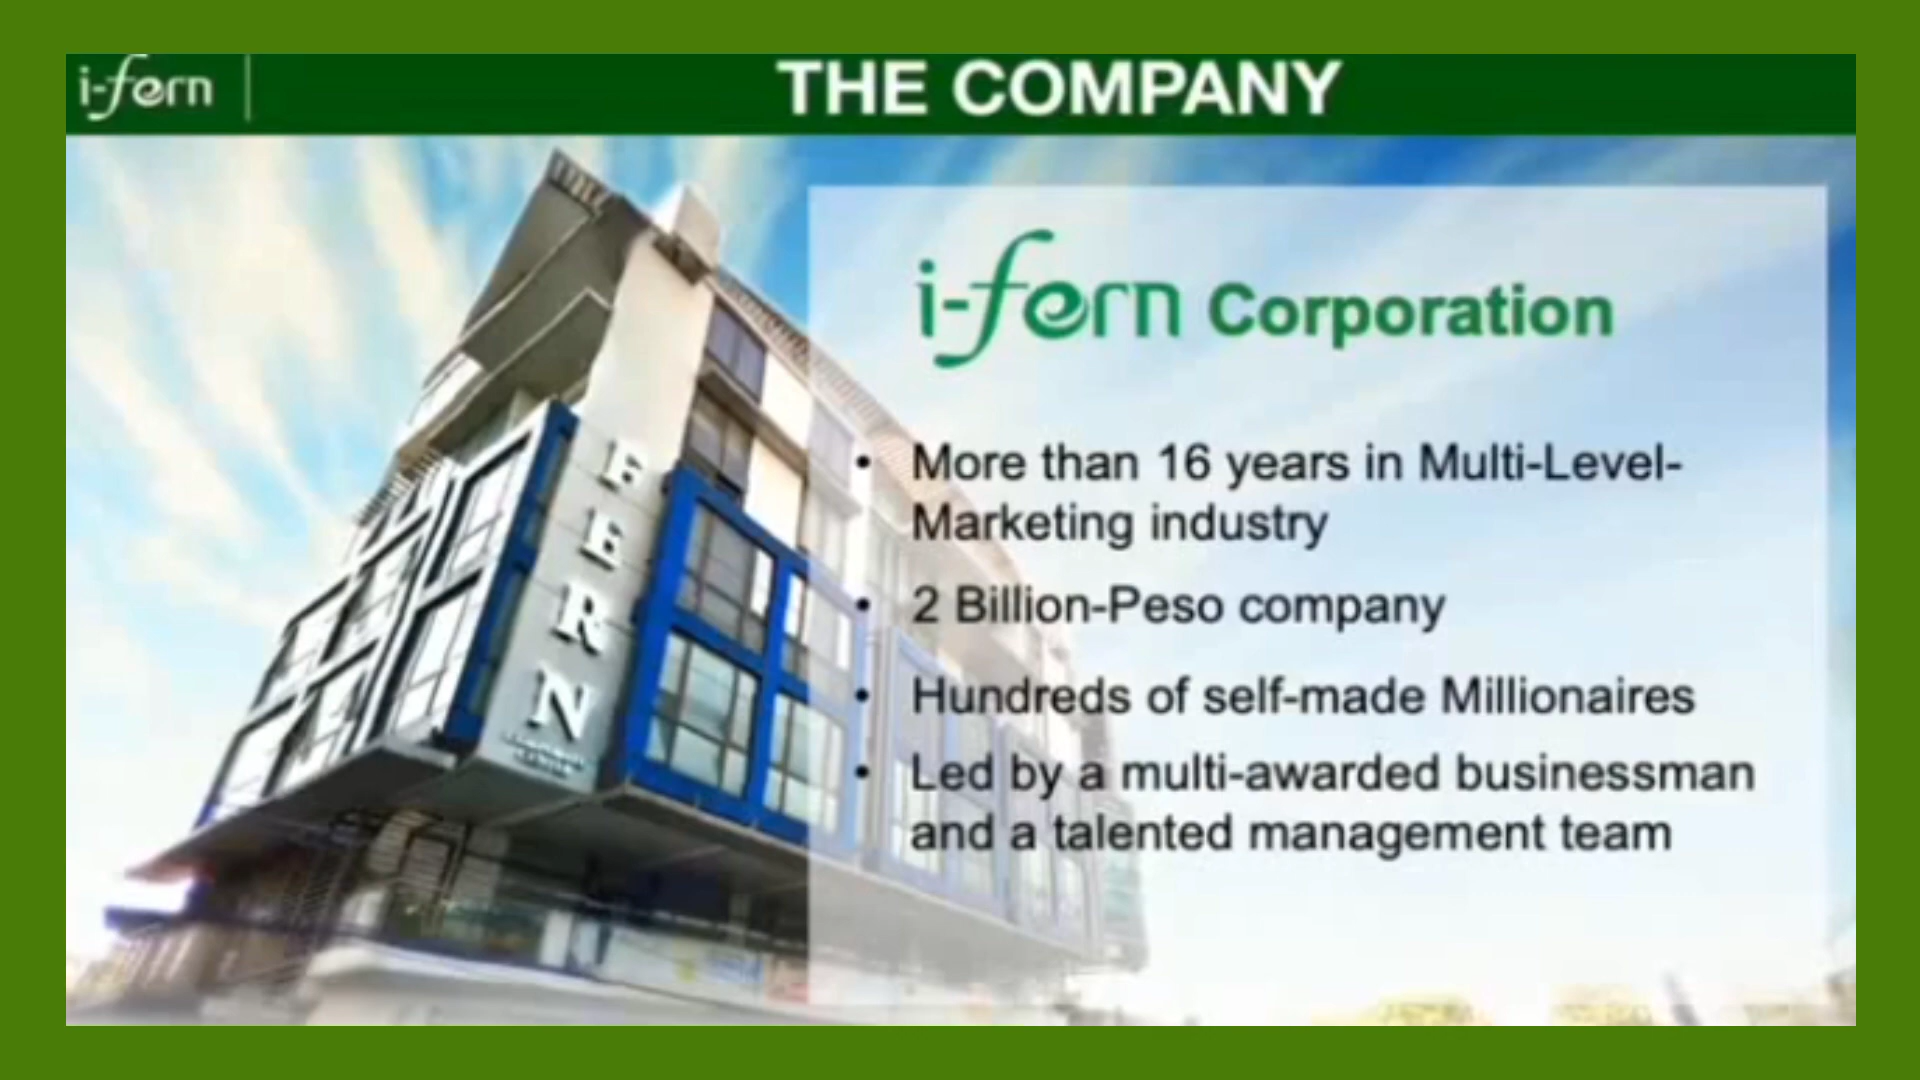 i-fern
THE COMPANY
i-fern Corporation
• More than 16 years in Multi-Level-
Marketing industry
• 2 Billion-Peso company
• Hundreds of self-made Millionaires
• Led by a multi-awarded businessman
and a talented management team
FERN